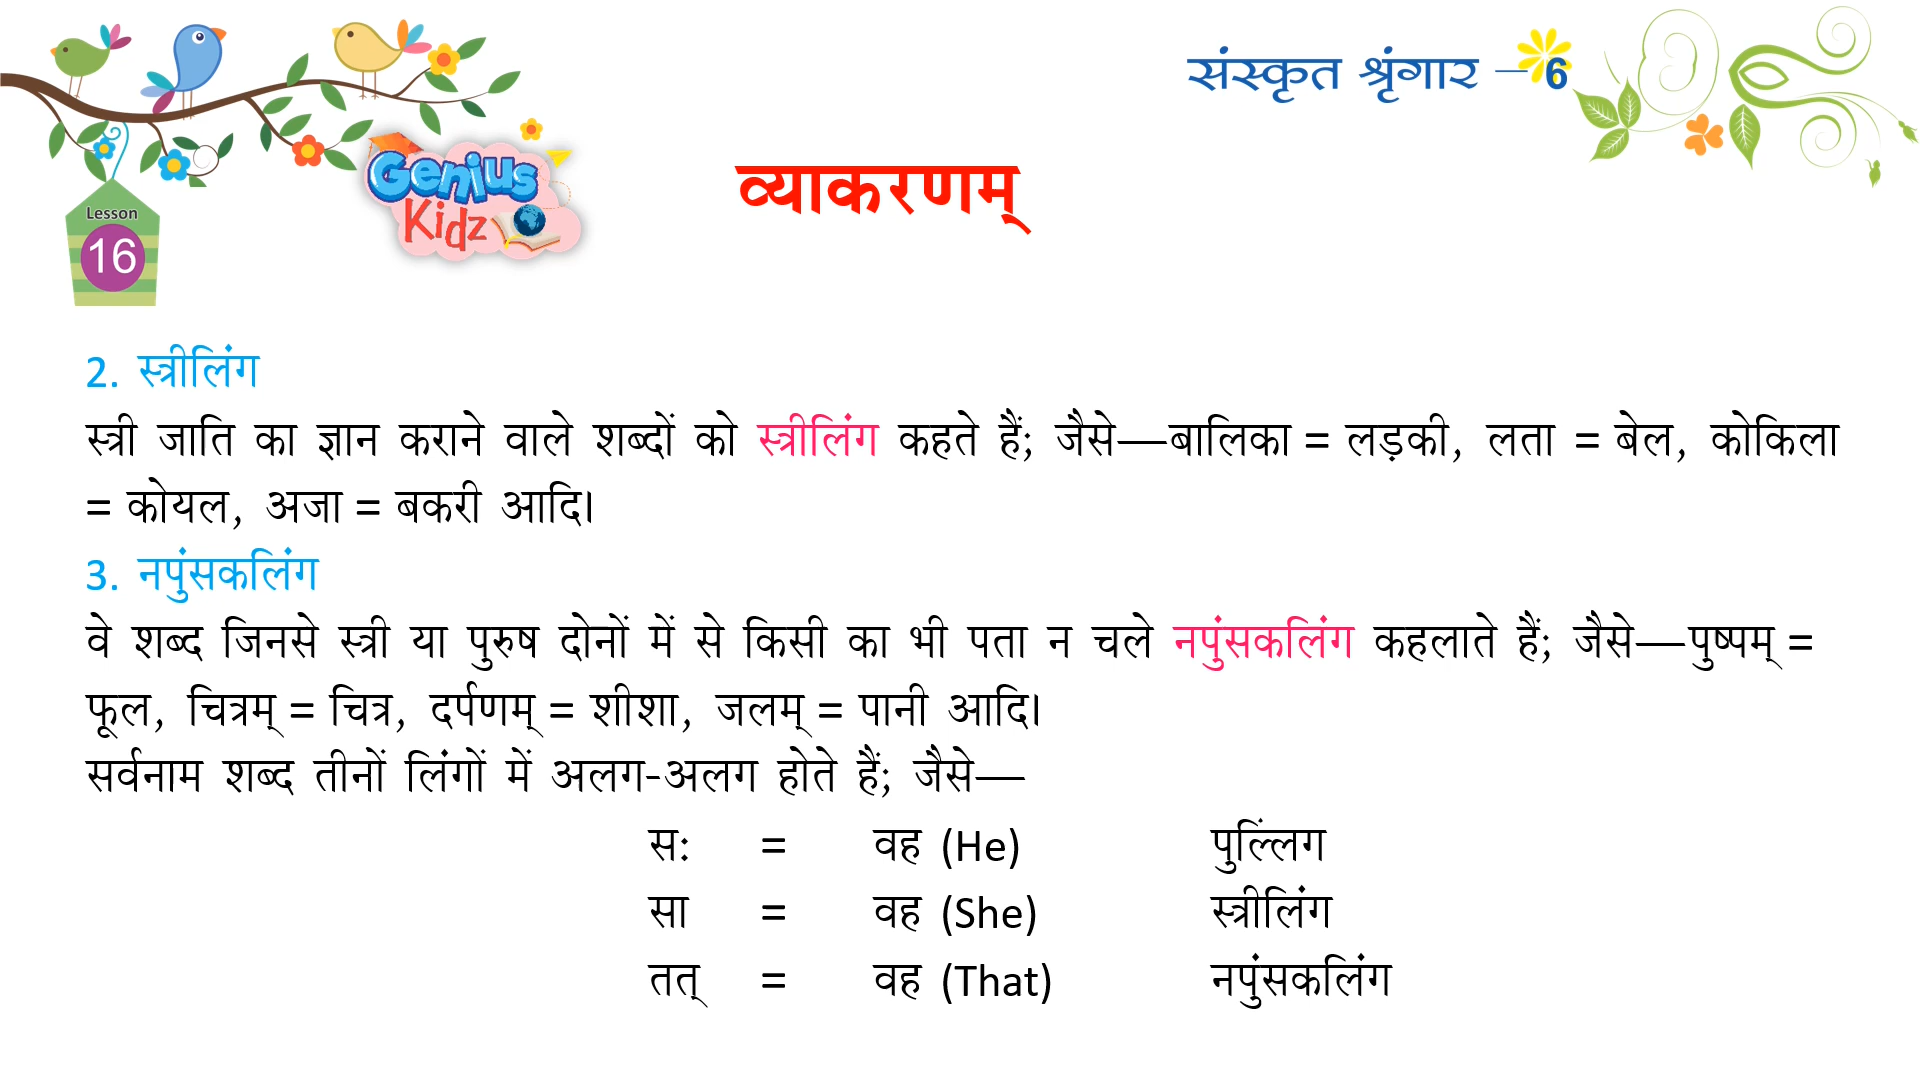 संस्कृत श्रृंगार – 6
Genius
Kidz
व्याकरणम्
Lesson
16
2. स्त्रीलिंग
स्त्री जाति का ज्ञान कराने वाले शब्दों को स्त्रीलिंग कहते हैं; जैसे—बालिका = लड़की, लता = बेल, कोकिला
= कोयल, अजा = बकरी आदि।
3. नपुंसकलिंग
वे शब्द जिनसे स्त्री या पुरुष दोनों में से किसी का भी पता न चले नपुंसकलिंग कहलाते हैं; जैसे—पुष्पम् =
फूल, चित्रम् = चित्र, दर्पणम् = शीशा, जलम् = पानी आदि।
सर्वनाम शब्द तीनों लिंगों में अलग-अलग होते हैं; जैसे—
सः = वह (He) पुल्लिंग
सा = वह (She) स्त्रीलिंग
तत् = वह (That) नपुंसकलिंग